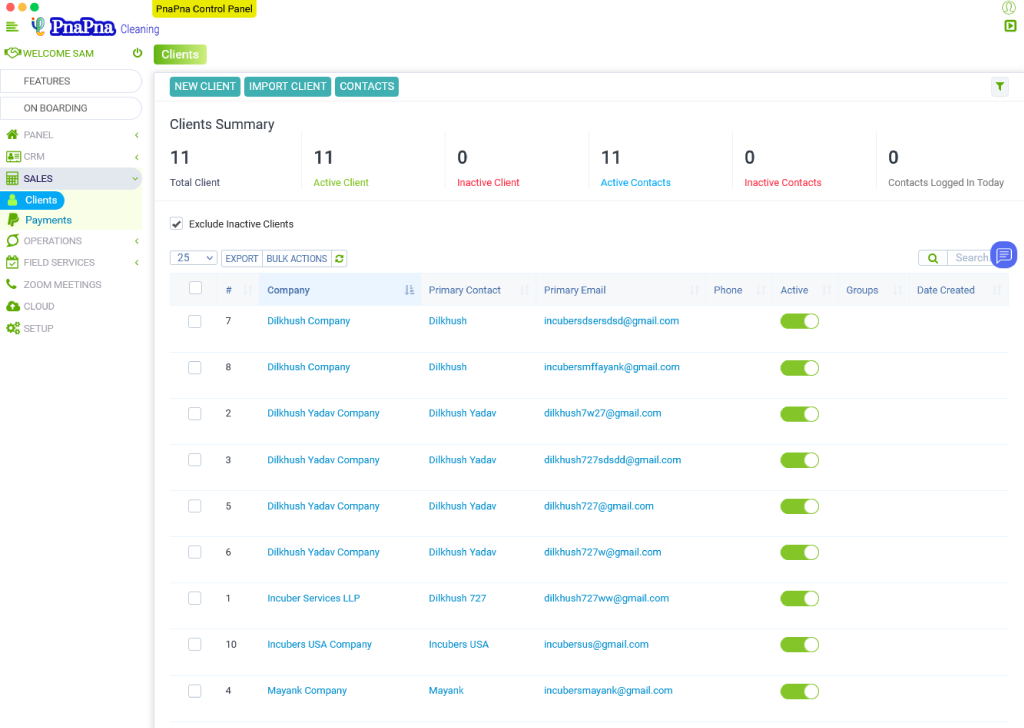 PnaPna Control Panel
PnaPna Cleaning
WELCOME SAM
Clients
FEATURES
ON BOARDING
PANEL
CRM
SALES
Clients
Payments
OPERATIONS
FIELD SERVICES
ZOOM MEETINGS
CLOUD
SETUP
NEW CLIENT IMPORT CLIENT CONTACTS
Clients Summary
11 11 0 11 0 0
Total Client Active Client Inactive Client Active Contacts Inactive Contacts Contacts Logged In Today
Exclude Inactive Clients
25 EXPORT BULK ACTIONS Search
# Company Primary Contact Primary Email Phone Active Groups Date Created
7 Dilkhush Company Dilkhush incubersdsersdsd@gmail.com
8 Dilkhush Company Dilkhush incubersmffayank@gmail.com
2 Dilkhush Yadav Company Dilkhush Yadav dilkhush7w27@gmail.com
3 Dilkhush Yadav Company Dilkhush Yadav dilkhush727sdsdd@gmail.com
5 Dilkhush Yadav Company Dilkhush Yadav dilkhush727@gmail.com
6 Dilkhush Yadav Company Dilkhush Yadav dilkhush727w@gmail.com
1 Incuber Services LLP Dilkhush 727 dilkhush727ww@gmail.com
10 Incubers USA Company Incubers USA incubersus@gmail.com
4 Mayank Company Mayank incubersmayank@gmail.com